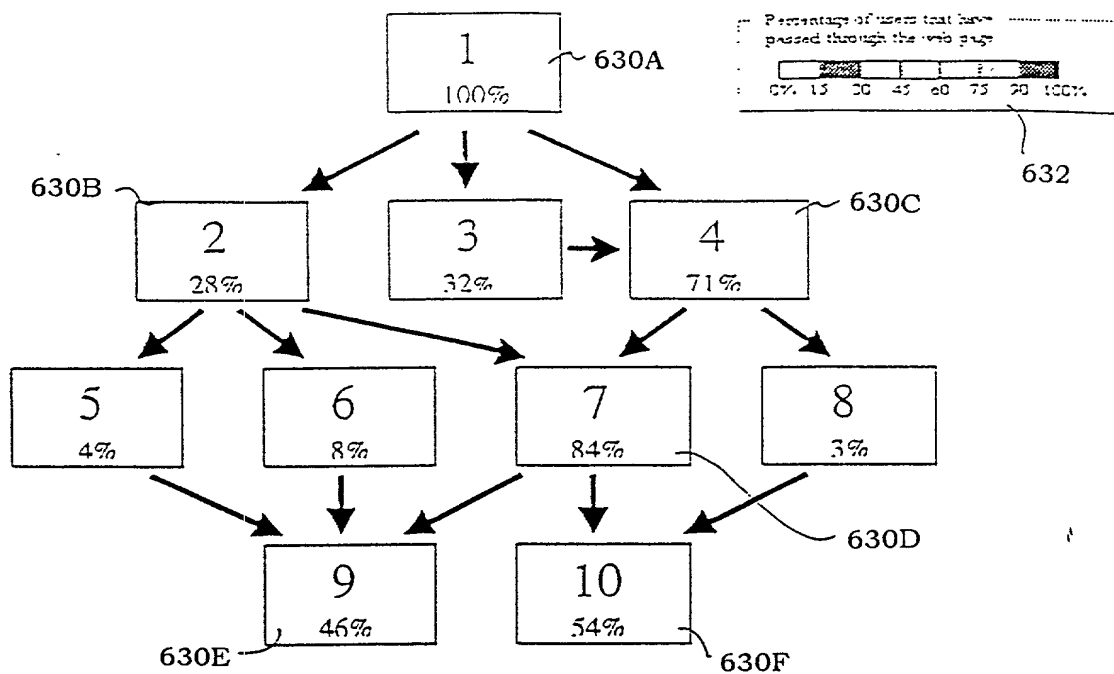 Percentage of users that have
passed through the web page
0% 15 30 45 60 75 90 100%
632
1
100%
630A
630B
2
28%
3
32%
4
71%
630C
5
4%
6
8%
7
84%
8
3%
630D
9
46%
10
54%
630E
630F